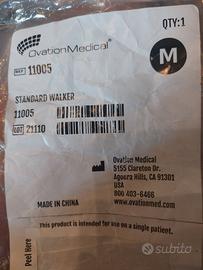 OvationMedical®
QTY:1
REF 11005
M
STANDARD WALKER
11005
LOT 21110
Ovation Medical
5155 Clareton Dr.
Agoura Hills, CA 91301
USA
800 403-6466
www.ovationmed.com
MADE IN CHINA
This product is intended for use on a single patient.
Peel Here
subito